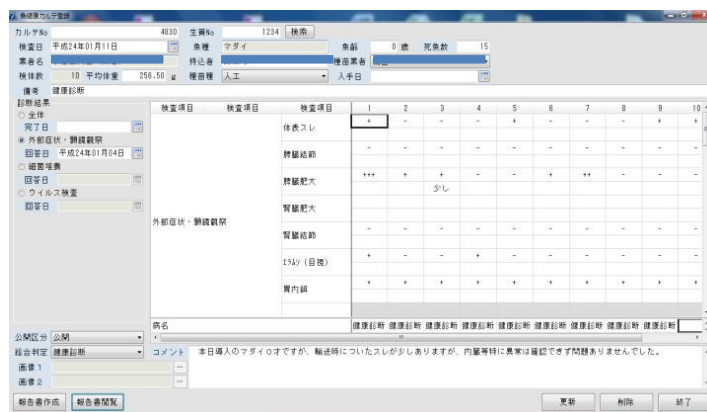 魚健康カルテ登録
カルテNo 4830 生簀No 1234 検索
検査日 平成24年01月11日 魚種 マダイ 魚齢 0 歳 死魚数 15
業者名 持込者 種苗業者
検体数 10 平均体重 258.50 g 種苗種 人工 入手日
備考 健康診断
診断結果
全体
完了日
外部症状・顕鏡観察
回答日 平成24年01月04日
細菌培養
回答日
ウイルス検査
回答日
検査項目 検査項目 検査項目 1 2 3 4 5 6 7 8 9 10
体表スレ + - - - + - - - + +
脾臓結節 - - - - - - - - - -
脾臓肥大 +++ + + - - + ++ - - -
少し
腎臓肥大
外部症状・顕鏡観察
腎臓結節 - - - - - - - - - -
エラムシ(目視) + - - + - - - - - -
胃内餌 + + + + + + + + + +
病名 健康診断 健康診断 健康診断 健康診断 健康診断 健康診断 健康診断 健康診断 健康診断
公開区分 公開
総合判定 健康診断
コメント 本日導入のマダイ0才ですが、輸送時についたスレが少しありますが、内臓等特に異常は確認できず問題ありませんでした。
画像1
画像2
報告書作成 報告書閲覧 更新 削除 終了